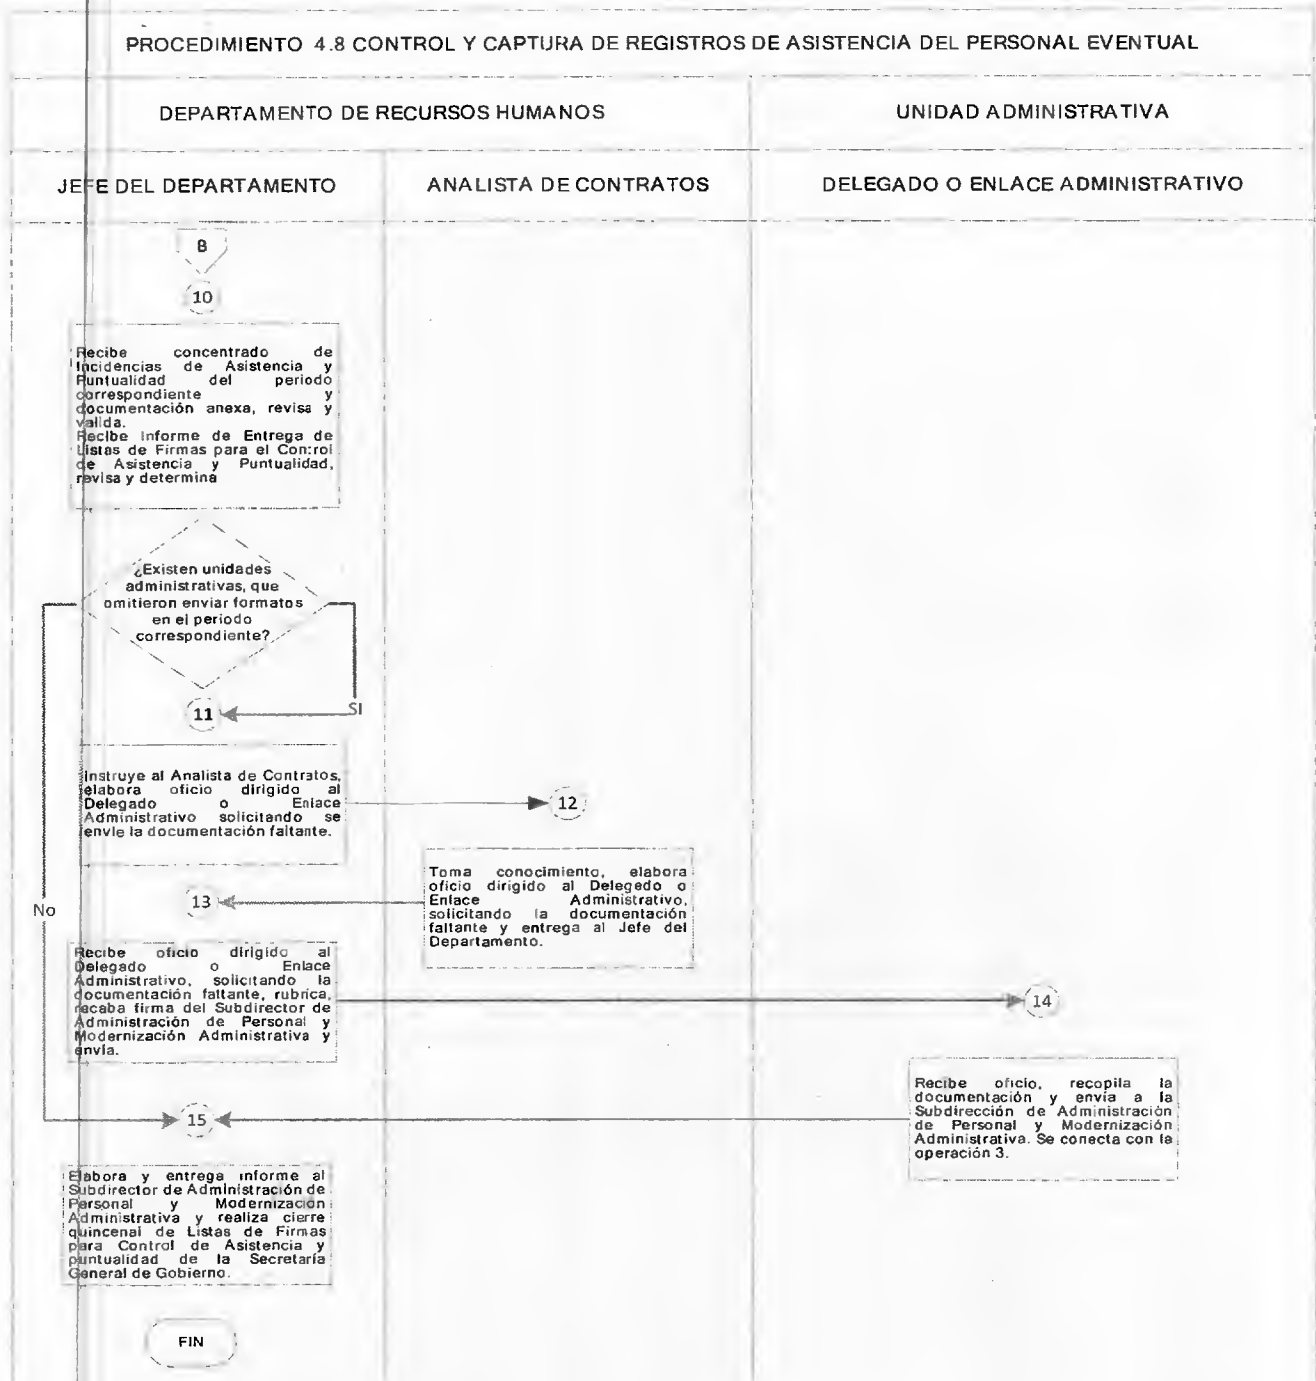 PROCEDIMIENTO 4.8 CONTROL Y CAPTURA DE REGISTROS DE ASISTENCIA DEL PERSONAL EVENTUAL
DEPARTAMENTO DE RECURSOS HUMANOS
UNIDAD ADMINISTRATIVA
JEFE DEL DEPARTAMENTO
ANALISTA DE CONTRATOS
DELEGADO O ENLACE ADMINISTRATIVO
B
10
Recibe concentrado de
Incidencias de Asistencia y
Puntualidad del periodo
correspondiente y
documentación anexa, revisa y
valida.
Recibe Informe de Entrega de
Listas de Firmas para el Control
de Asistencia y Puntualidad,
revisa y determina
¿Existen unidades
administrativas, que
omitieron enviar formatos
en el periodo
correspondiente?
SI
11
Instruye al Analista de Contratos,
elabora oficio dirigido al
Delegado o Enlace
Administrativo solicitando se
envíe la documentación faltante.
12
Toma conocimiento, elabora
oficio dirigido al Delegedo o
Enlace Administrativo,
solicitando la documentación
faltante y entrega al Jefe del
Departamento.
13
No
Recibe oficio dirigido al
Delegado o Enlace
Administrativo, solicitando la
documentación faltante, rubrica,
recaba firma del Subdirector de
Administración de Personal y
Modernización Administrativa y
envía.
14
Recibe oficio, recopila la
documentación y envía a la
Subdirección de Administración
de Personal y Modernización
Administrativa. Se conecta con la
operación 3.
15
Elabora y entrega informe al
Subdirector de Administración de
Personal y Modernización
Administrativa y realiza cierre
quincenal de Listas de Firmas
para Control de Asistencia y
puntualidad de la Secretaría
General de Gobierno.
FIN